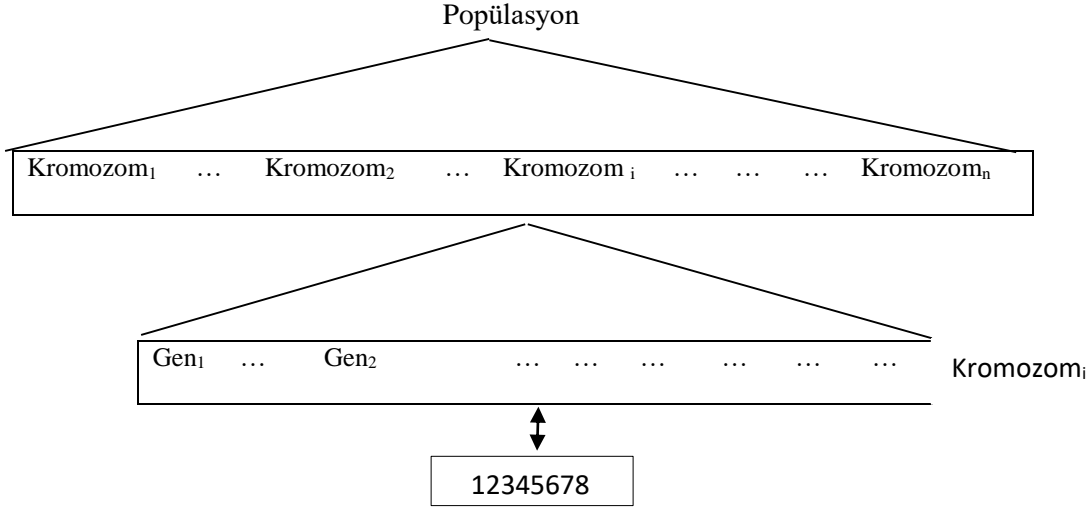 Popülasyon
Kromozom₁ … Kromozom₂ … Kromozom ᵢ … … … Kromozomₙ
Gen₁ … Gen₂ … … … … … … Kromozomᵢ
12345678